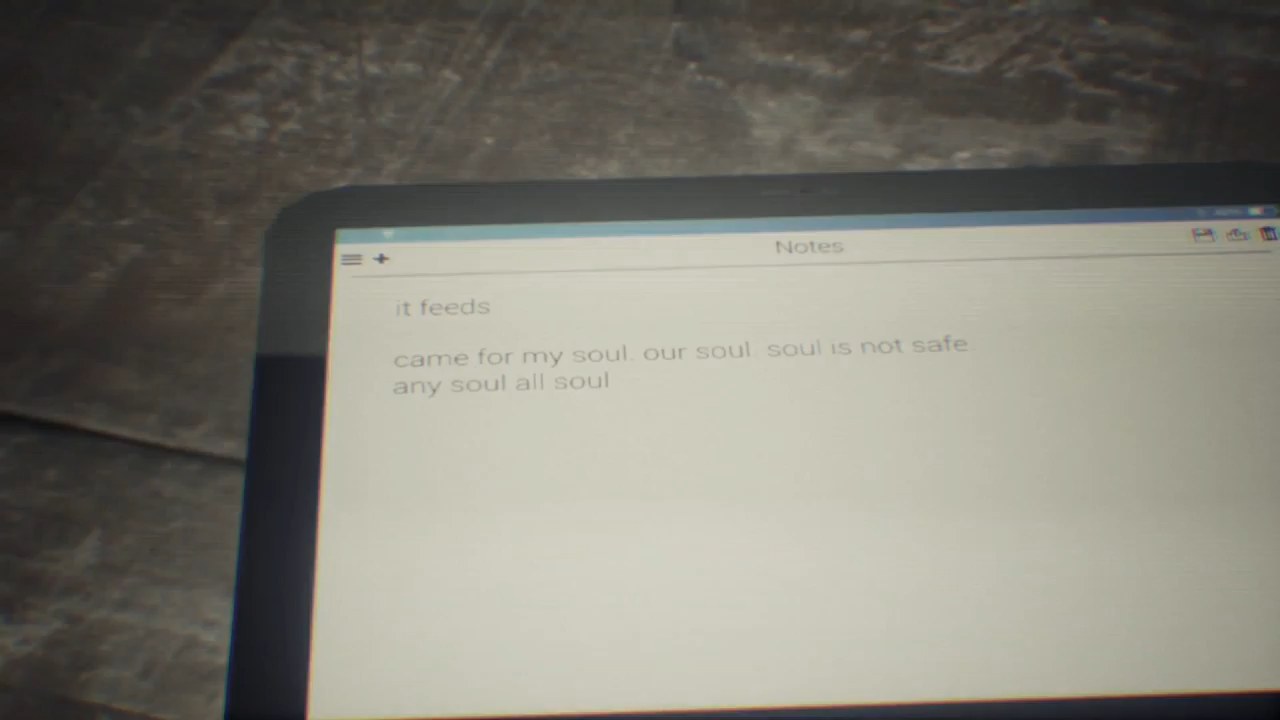 Notes
it feeds
came for my soul. our soul. soul is not safe
any soul all soul